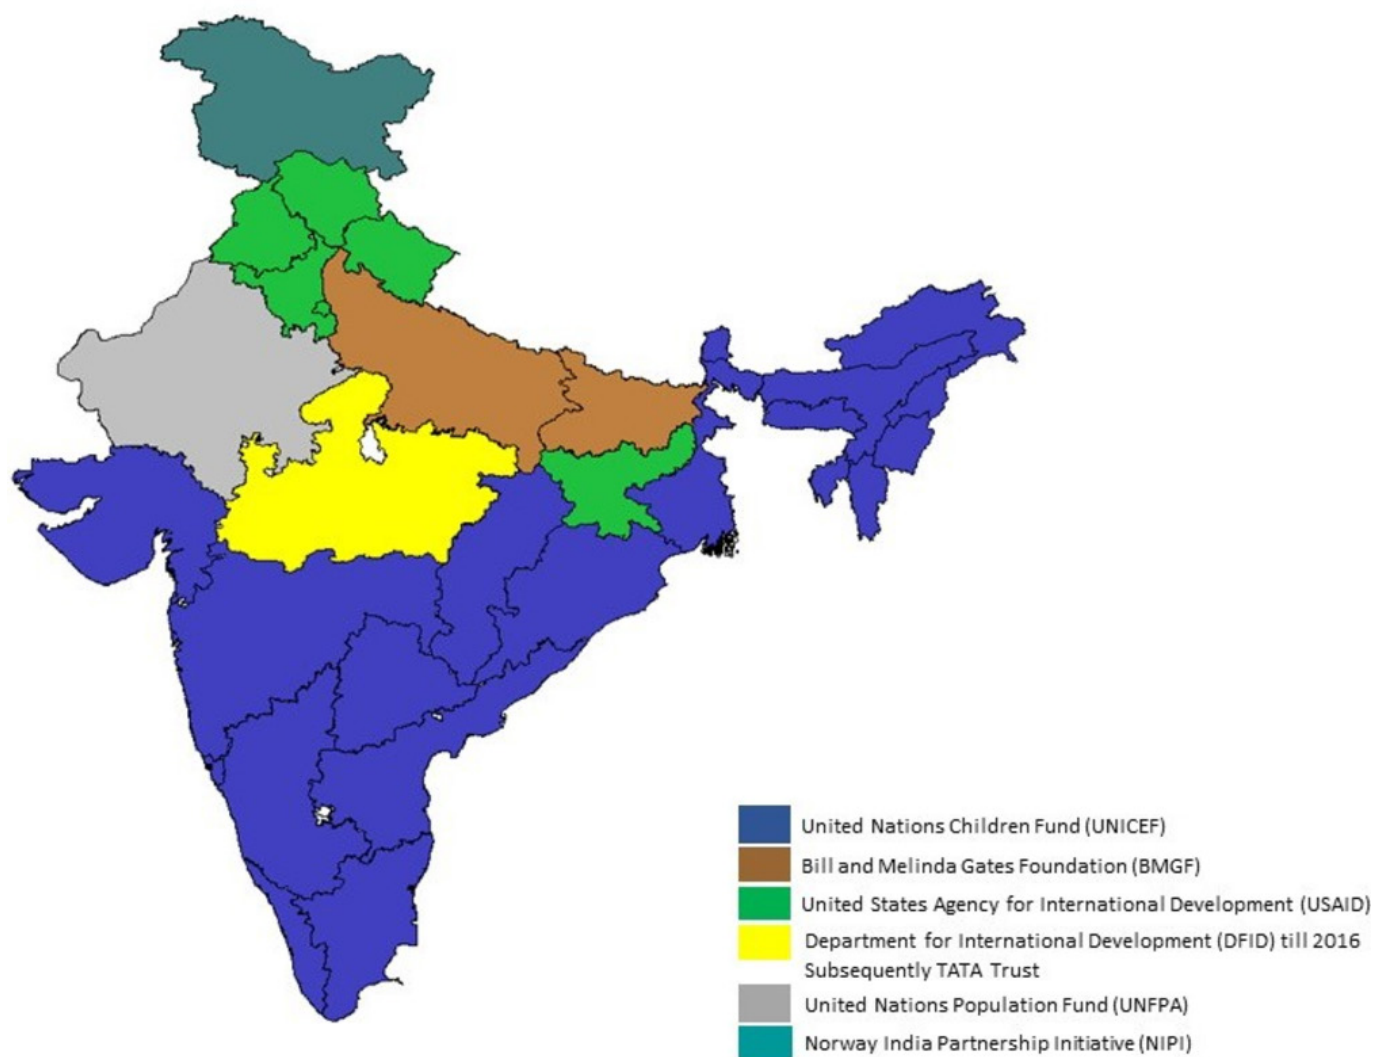 United Nations Children Fund (UNICEF)
Bill and Melinda Gates Foundation (BMGF)
United States Agency for International Development (USAID)
Department for International Development (DFID) till 2016
Subsequently TATA Trust
United Nations Population Fund (UNFPA)
Norway India Partnership Initiative (NIPI)